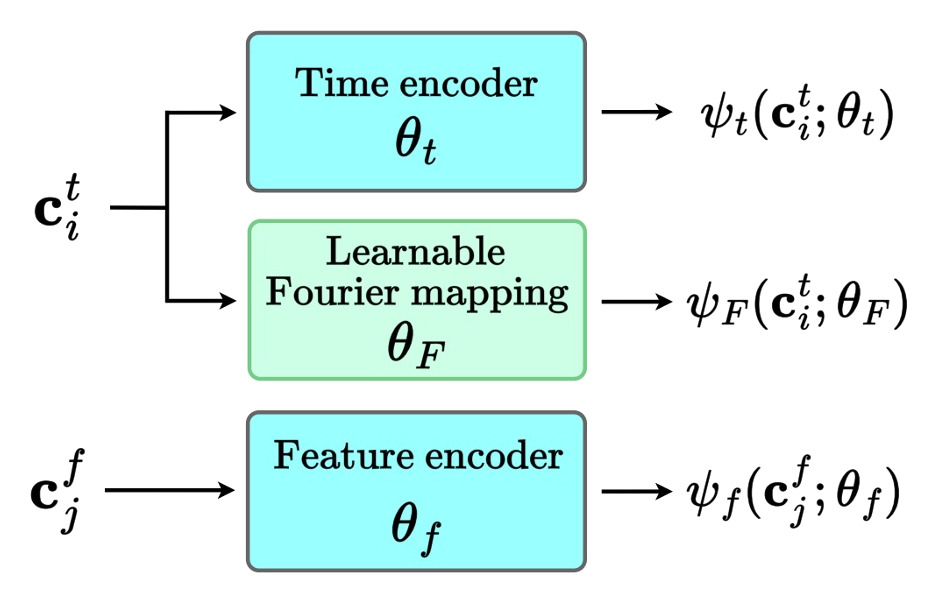 Time encoder
θ_t
ψ_t(c_i^t; θ_t)
c_i^t
Learnable
Fourier mapping
θ_F
ψ_F(c_i^t; θ_F)
c_j^f
Feature encoder
θ_f
ψ_f(c_j^f; θ_f)